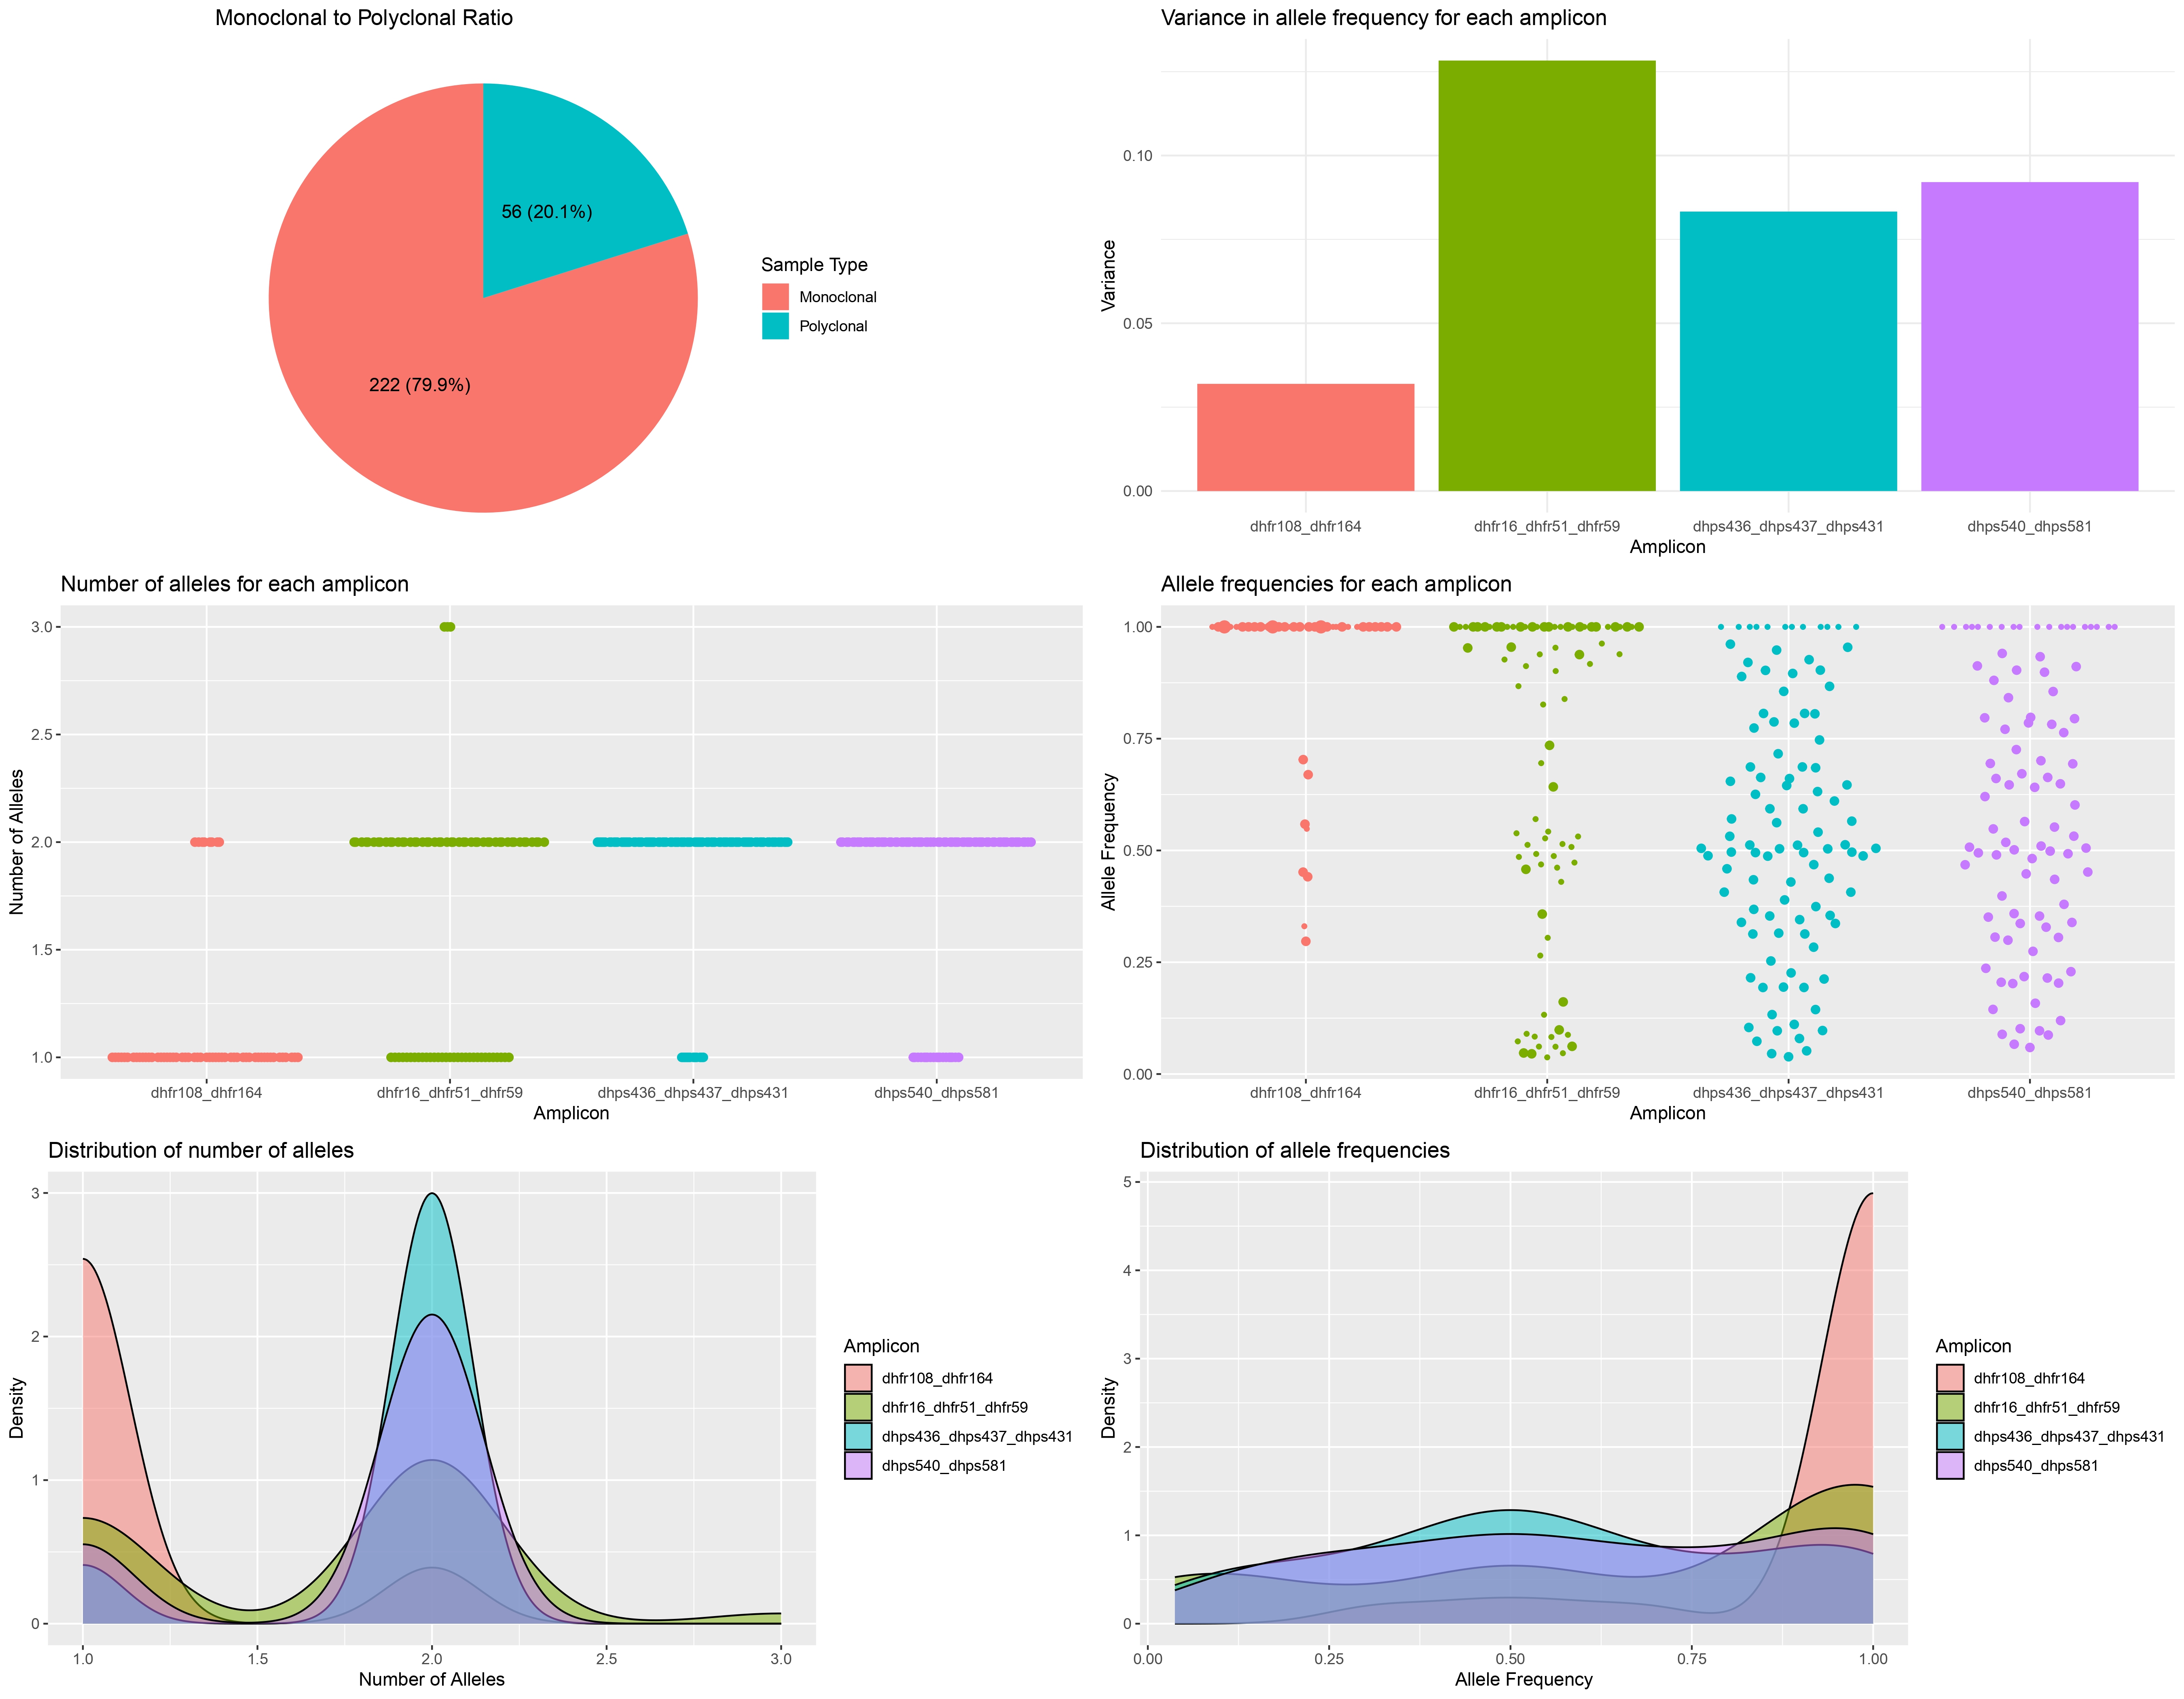 Monoclonal to Polyclonal Ratio
56 (20.1%)
222 (79.9%)
Sample Type
Monoclonal
Polyclonal
Variance in allele frequency for each amplicon
Variance
0.10
0.05
0.00
dhfr108_dhfr164 dhfr16_dhfr51_dhfr59 dhps436_dhps437_dhps431 dhps540_dhps581
Amplicon
Number of alleles for each amplicon
Number of Alleles
3.0
2.5
2.0
1.5
1.0
dhfr108_dhfr164 dhfr16_dhfr51_dhfr59 dhps436_dhps437_dhps431 dhps540_dhps581
Amplicon
Allele frequencies for each amplicon
Allele Frequency
1.00
0.75
0.50
0.25
0.00
dhfr108_dhfr164 dhfr16_dhfr51_dhfr59 dhps436_dhps437_dhps431 dhps540_dhps581
Amplicon
Distribution of number of alleles
Density
3
2
1
0
1.0 1.5 2.0 2.5 3.0
Number of Alleles
Amplicon
dhfr108_dhfr164
dhfr16_dhfr51_dhfr59
dhps436_dhps437_dhps431
dhps540_dhps581
Distribution of allele frequencies
Density
5
4
3
2
1
0
0.00 0.25 0.50 0.75 1.00
Allele Frequency
Amplicon
dhfr108_dhfr164
dhfr16_dhfr51_dhfr59
dhps436_dhps437_dhps431
dhps540_dhps581